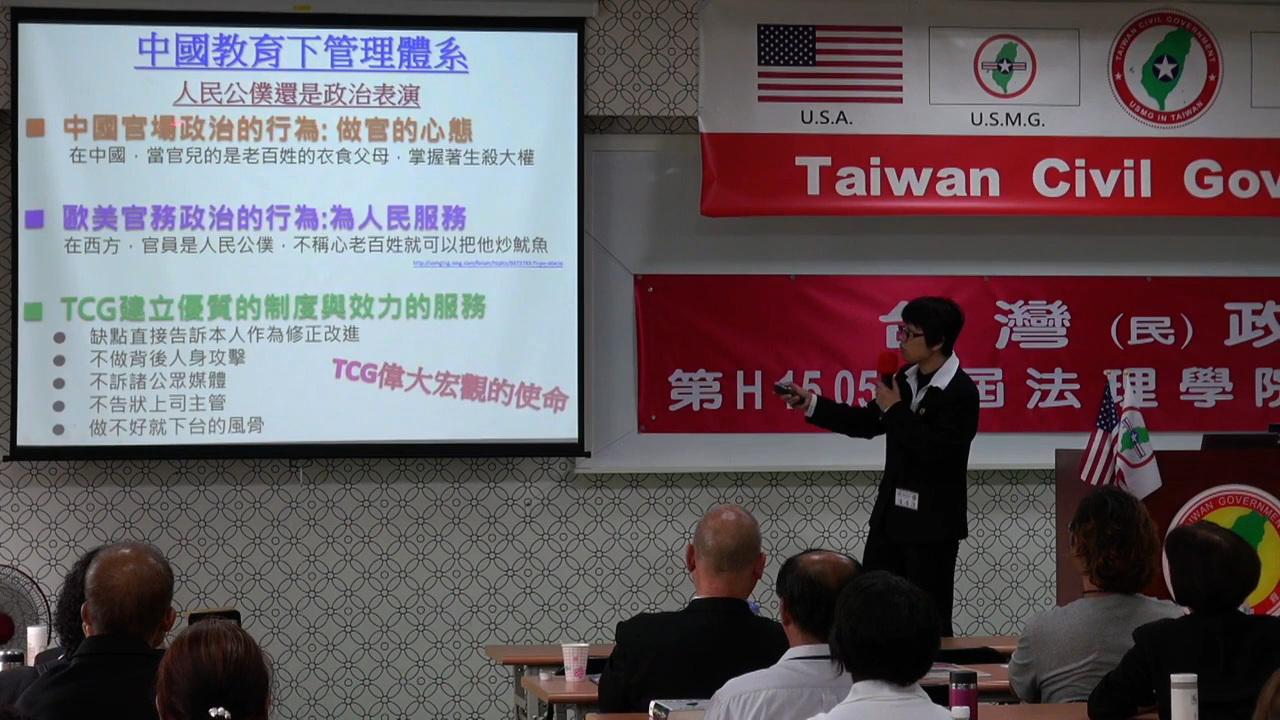 中國教育下管理體系
人民公僕還是政治表演
中國官場政治的行為: 做官的心態
在中國，當官兒的是老百姓的衣食父母，掌握著生殺大權
歐美官務政治的行為:為人民服務
在西方，官員是人民公僕，不稱心老百姓就可以把他炒魷魚
TCG建立優質的制度與效力的服務
缺點直接告訴本人作為修正改進
不做背後人身攻擊
不訴諸公眾媒體
不告狀上司主管
做不好就下台的風骨
TCG偉大宏觀的使命
U.S.A.
U.S.M.G.
TAIWAN CIVIL GOVERNMENT
USMG IN TAIWAN
Taiwan Civil Gov
台灣(民)政
第H15.05 屆法理學院